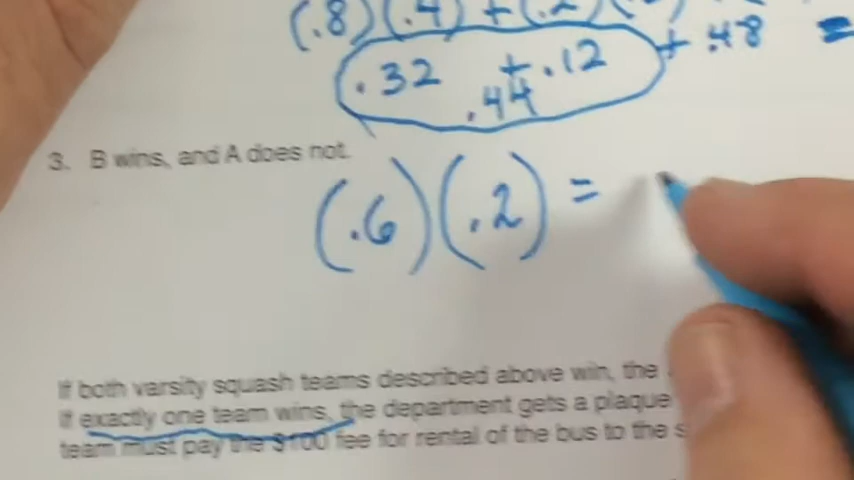 (.8)(.4) + (.2)
.32 + .12 + .48 =
.44
3. B wins, and A does not.
(.6)(.2) =
If both varsity squash teams described above win, the
If exactly one team wins, the department gets a plaque
team must pay the $100 fee for rental of the bus to the s